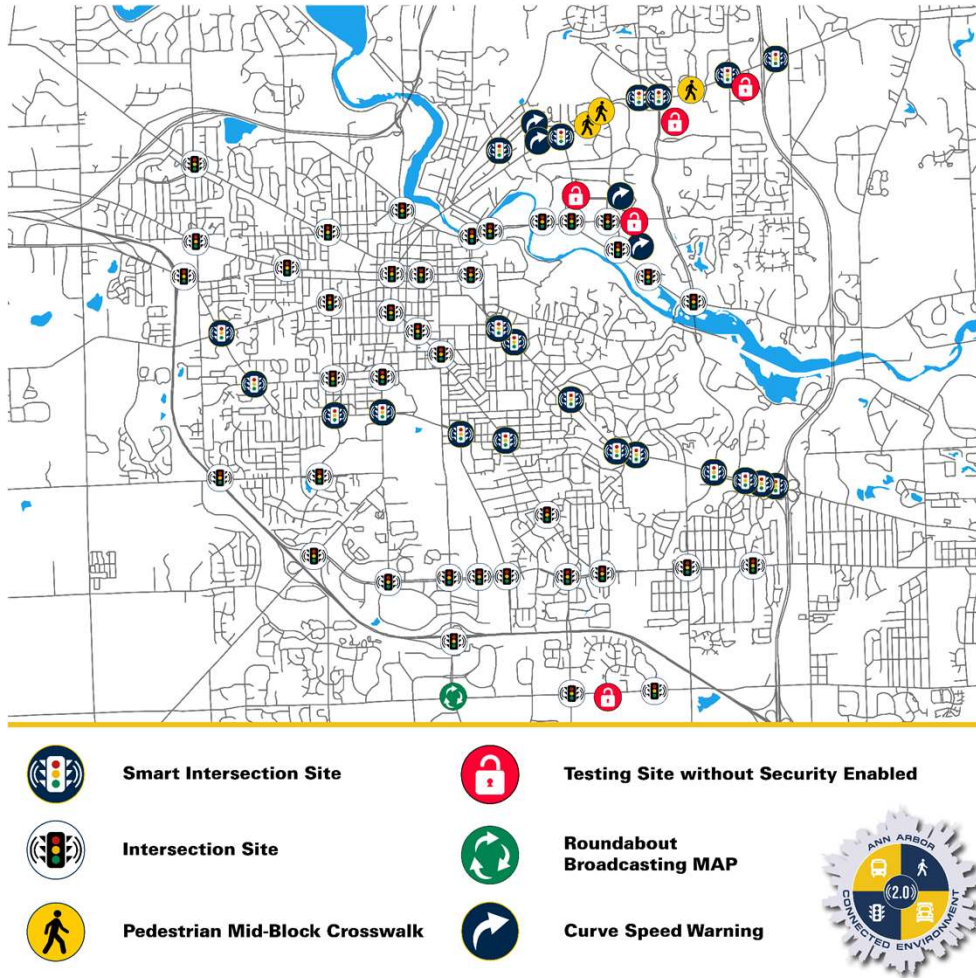 Smart Intersection Site
Testing Site without Security Enabled
Intersection Site
Roundabout
Broadcasting MAP
Pedestrian Mid-Block Crosswalk
Curve Speed Warning
ANN ARBOR
(2.0)
CONNECTED ENVIRONMENT